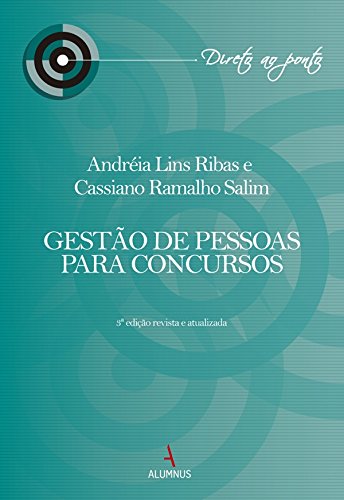 Direto ao ponto
Andréia Lins Ribas e
Cassiano Ramalho Salim
GESTÃO DE PESSOAS
PARA CONCURSOS
3ª edição revista e atualizada
A
ALUMNUS